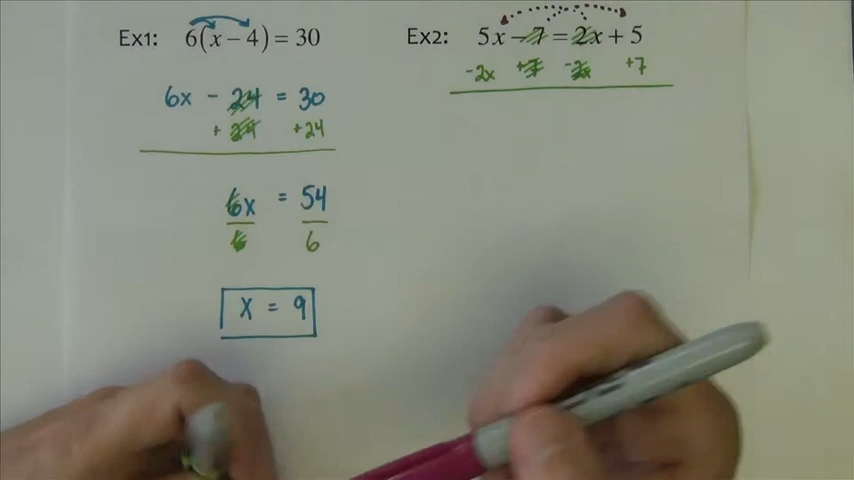 Ex1: 6(x − 4) = 30
6x - 24 = 30
+ 24 +24
6x = 54
6 6
x = 9
Ex2: 5x − 7 = 2x + 5
-2x +7 -2x +7